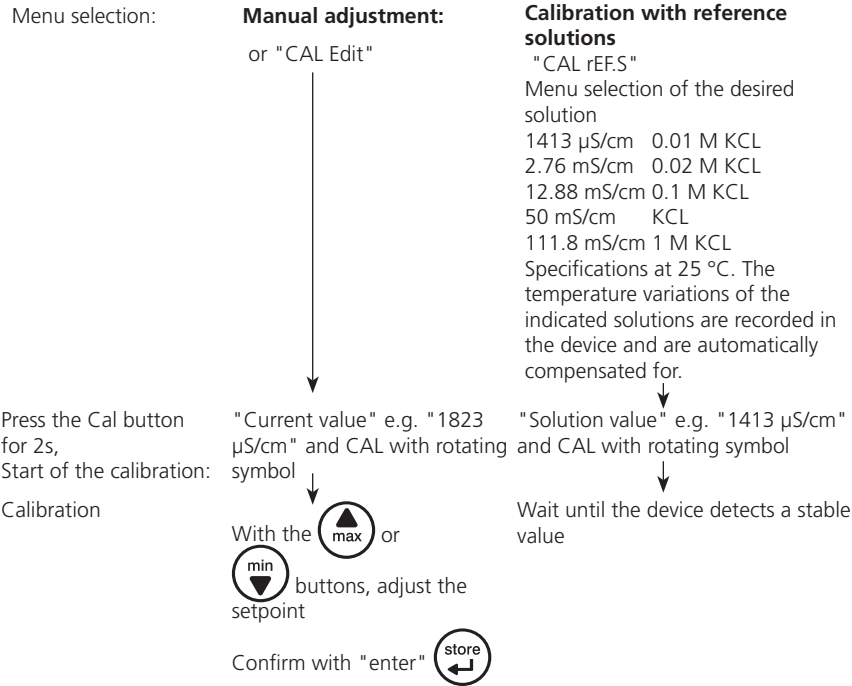 Menu selection:
Manual adjustment:
or "CAL Edit"
Calibration with reference
solutions
"CAL rEF.S"
Menu selection of the desired
solution
1413 µS/cm 0.01 M KCL
2.76 mS/cm 0.02 M KCL
12.88 mS/cm 0.1 M KCL
50 mS/cm KCL
111.8 mS/cm 1 M KCL
Specifications at 25 °C. The
temperature variations of the
indicated solutions are recorded in
the device and are automatically
compensated for.
Press the Cal button
for 2s,
Start of the calibration:
"Current value" e.g. "1823
µS/cm" and CAL with rotating
symbol
"Solution value" e.g. "1413 µS/cm"
and CAL with rotating symbol
Calibration
With the max or
min buttons, adjust the
setpoint
Confirm with "enter" store
Wait until the device detects a stable
value